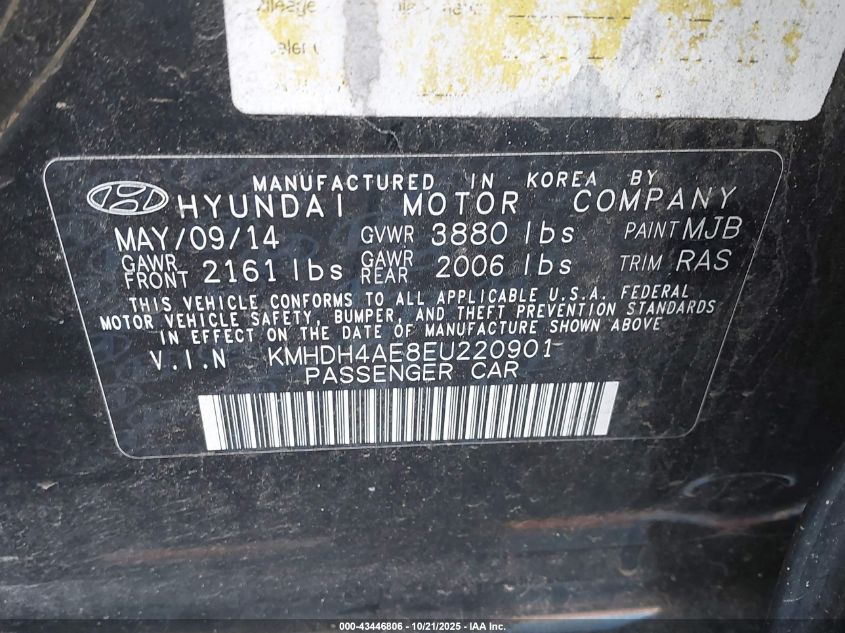 MANUFACTURED IN KOREA BY
HYUNDAI MOTOR COMPANY
MAY/09/14 GVWR 3880 lbs PAINT MJB
GAWR FRONT 2161 lbs GAWR REAR 2006 lbs TRIM RAS
THIS VEHICLE CONFORMS TO ALL APPLICABLE U.S.A. FEDERAL
MOTOR VEHICLE SAFETY, BUMPER, AND THEFT PREVENTION STANDARDS
IN EFFECT ON THE DATE OF MANUFACTURE SHOWN ABOVE
V.I.N KMHDH4AE8EU220901
PASSENGER CAR
000-43446806 - 10/21/2025 - IAA Inc.